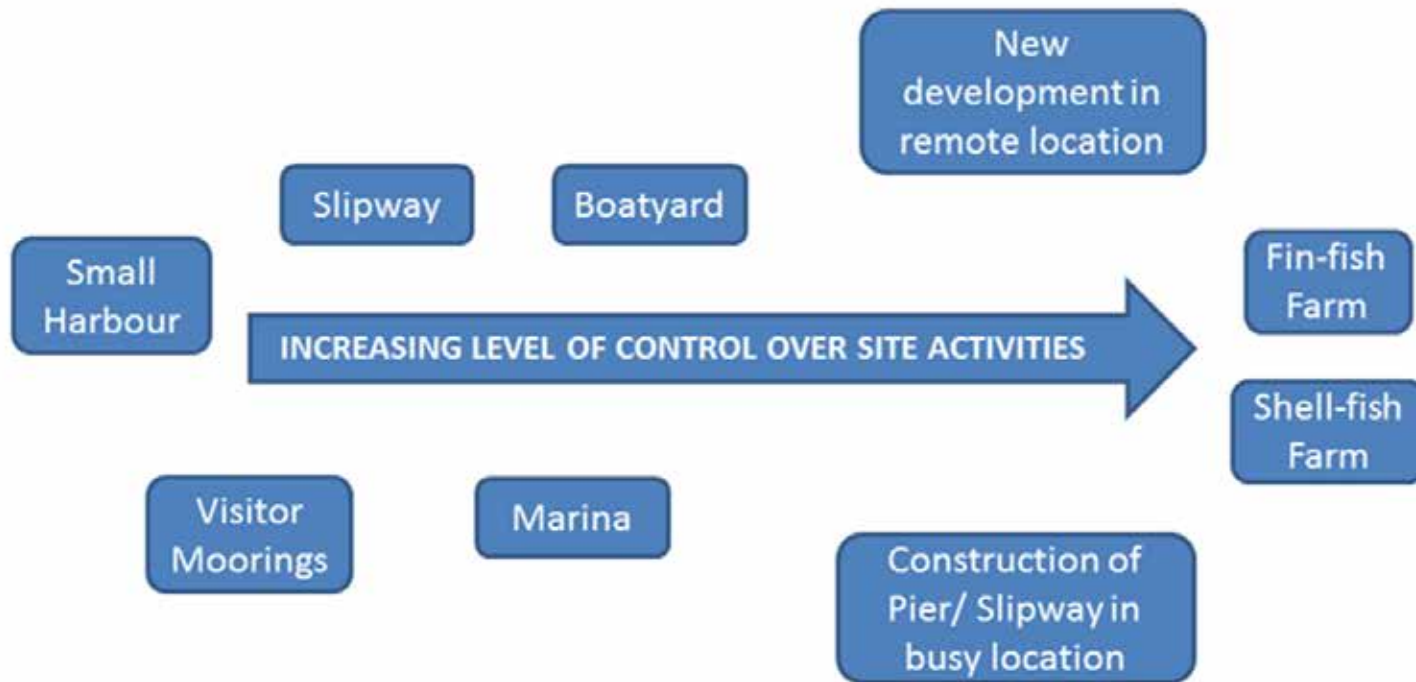 New
development in
remote location
Slipway
Boatyard
Small
Harbour
Fin-fish
Farm
INCREASING LEVEL OF CONTROL OVER SITE ACTIVITIES
Shell-fish
Farm
Visitor
Moorings
Marina
Construction of
Pier/ Slipway in
busy location